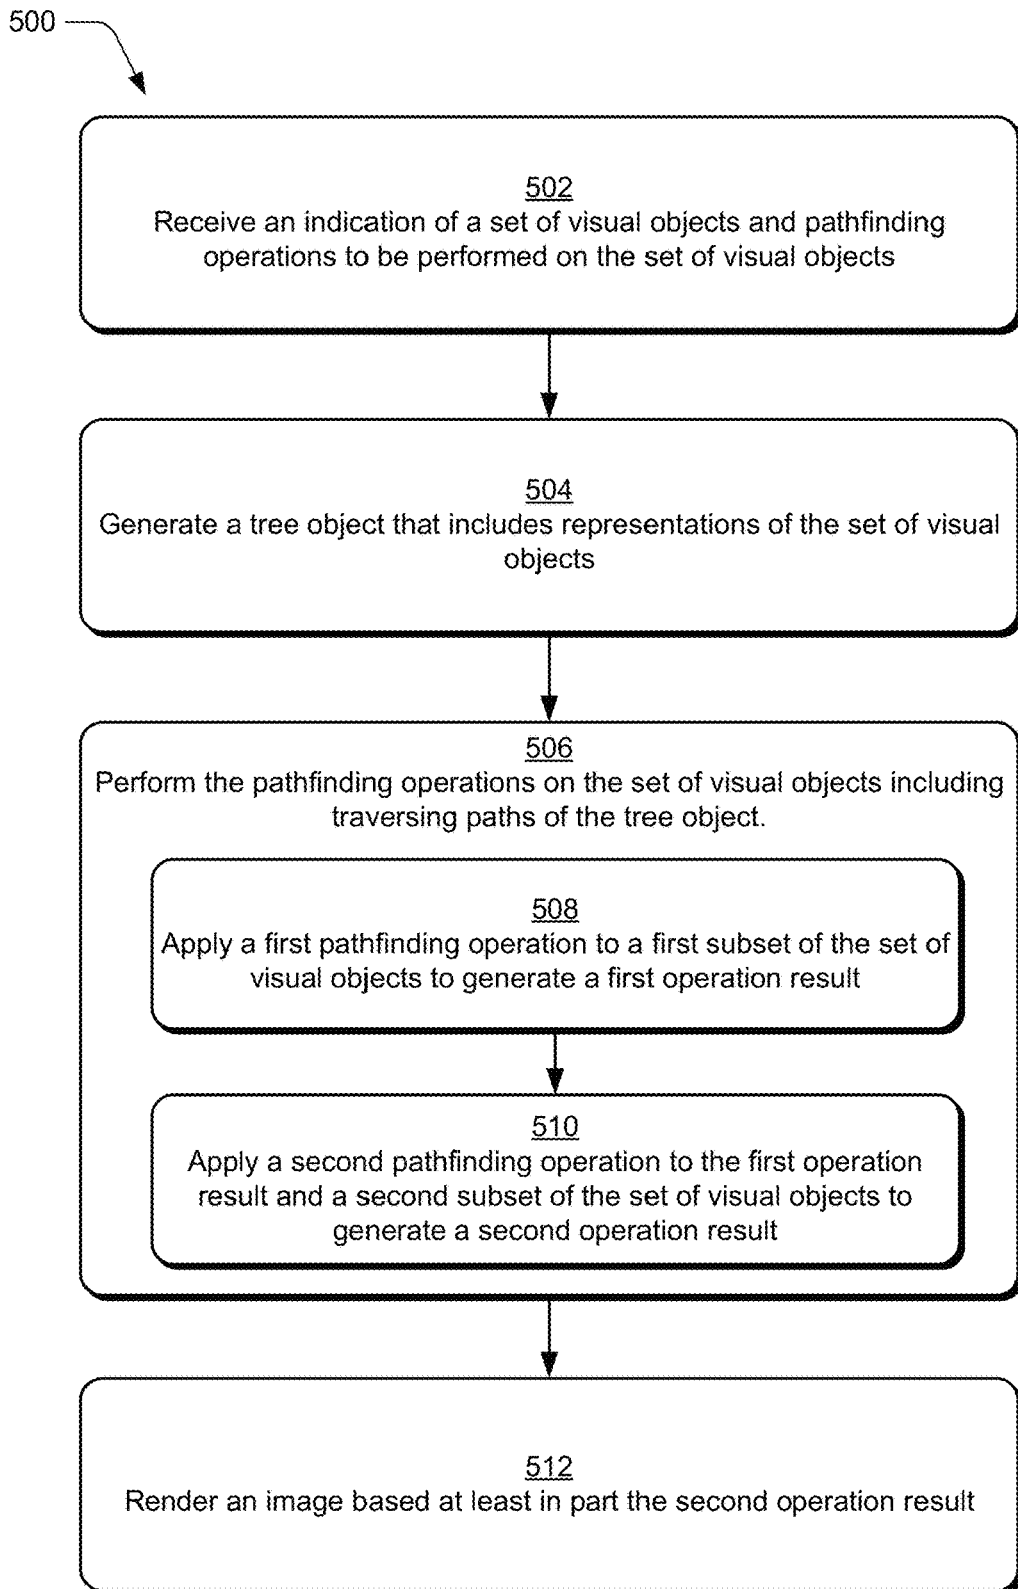 500
502
Receive an indication of a set of visual objects and pathfinding
operations to be performed on the set of visual objects
504
Generate a tree object that includes representations of the set of visual
objects
506
Perform the pathfinding operations on the set of visual objects including
traversing paths of the tree object.
508
Apply a first pathfinding operation to a first subset of the set of
visual objects to generate a first operation result
510
Apply a second pathfinding operation to the first operation
result and a second subset of the set of visual objects to
generate a second operation result
512
Render an image based at least in part the second operation result